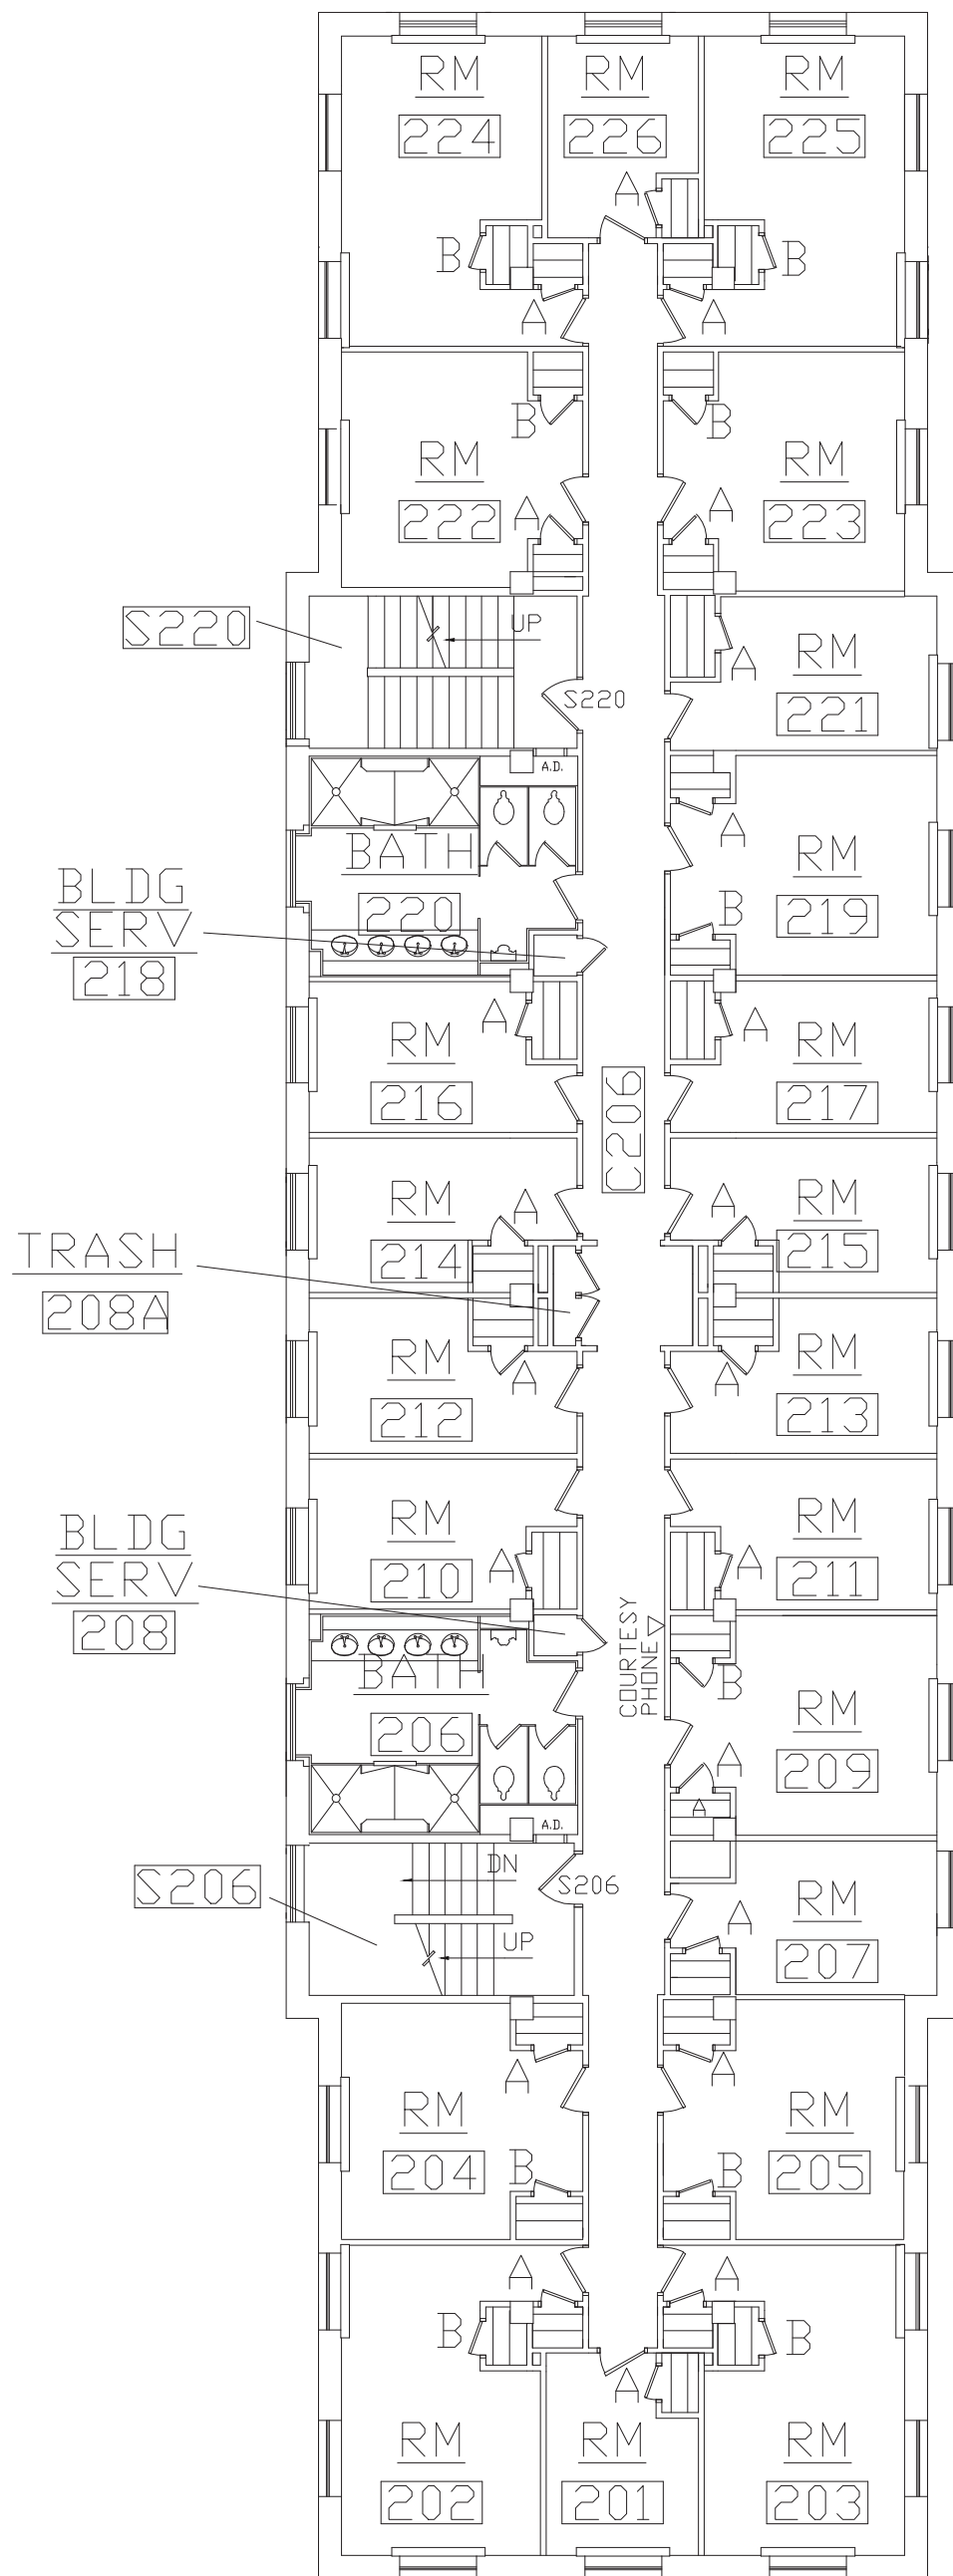 RM RM RM
224 226 225
A
B B
A A
B B
RM RM
222 223
A A
S220
UP
RM
A
221
S220
A.D.
BATH
A
RM
220
B
219
BLDG
SERV
218
A A
RM RM
216 217
C206
RM A A RM
214 215
TRASH
208A
RM A A RM
212 213
RM RM
210 A A 211
BLDG
SERV
208
COURTESY
PHONE
BATH
B
206
RM
A
209
A
A.D.
DN
S206
S206
A
RM
UP
207
A A
RM RM
204 B B 205
A A
B B
A
RM RM RM
202 201 203